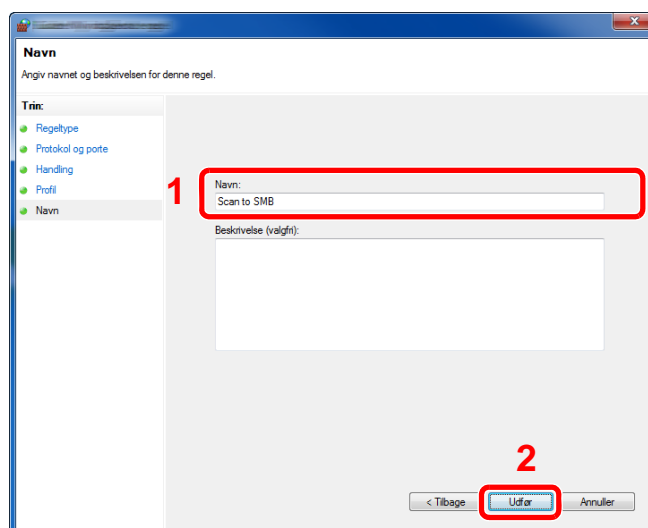 Navn
Angiv navnet og beskrivelsen for denne regel.
Trin:
Regeltype
Protokol og porte
Handling
Profil
Navn
1
Navn:
Scan to SMB
Beskrivelse (valgfri):
2
< Tilbage
Udfør
Annuller